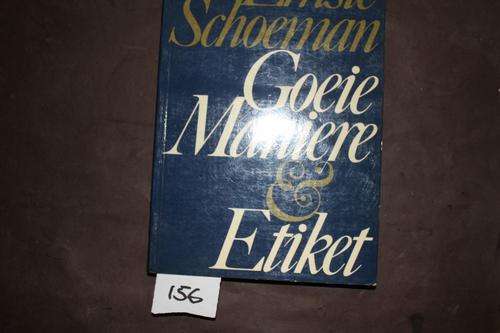 Schoeman
Goeie
Maniere
&
Etiket
156